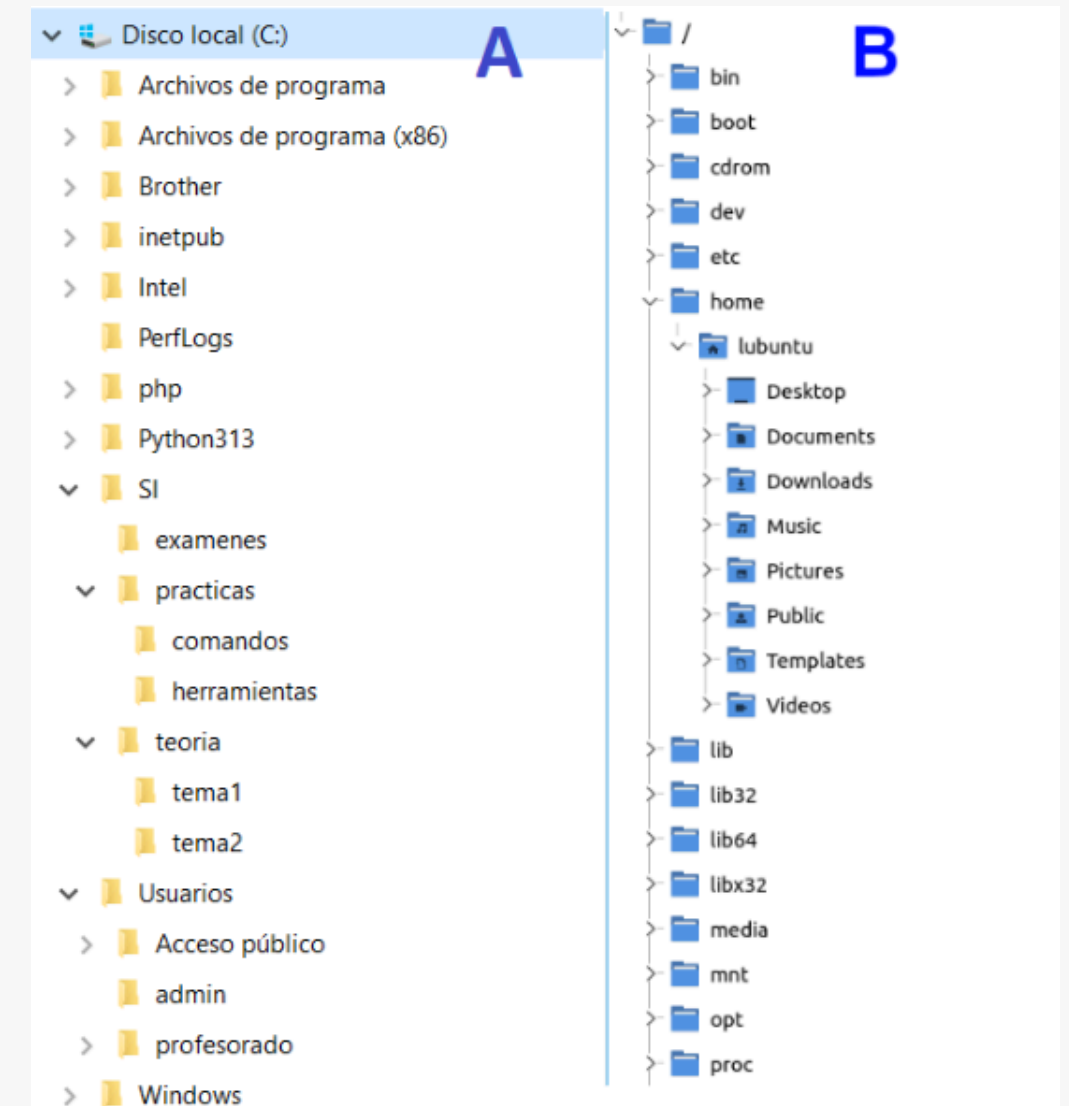 Disco local (C:)
A
Archivos de programa
Archivos de programa (x86)
Brother
inetpub
Intel
PerfLogs
php
Python313
SI
examenes
practicas
comandos
herramientas
teoria
tema1
tema2
Usuarios
Acceso público
admin
profesorado
Windows
/
B
bin
boot
cdrom
dev
etc
home
lubuntu
Desktop
Documents
Downloads
Music
Pictures
Public
Templates
Videos
lib
lib32
lib64
libx32
media
mnt
opt
proc